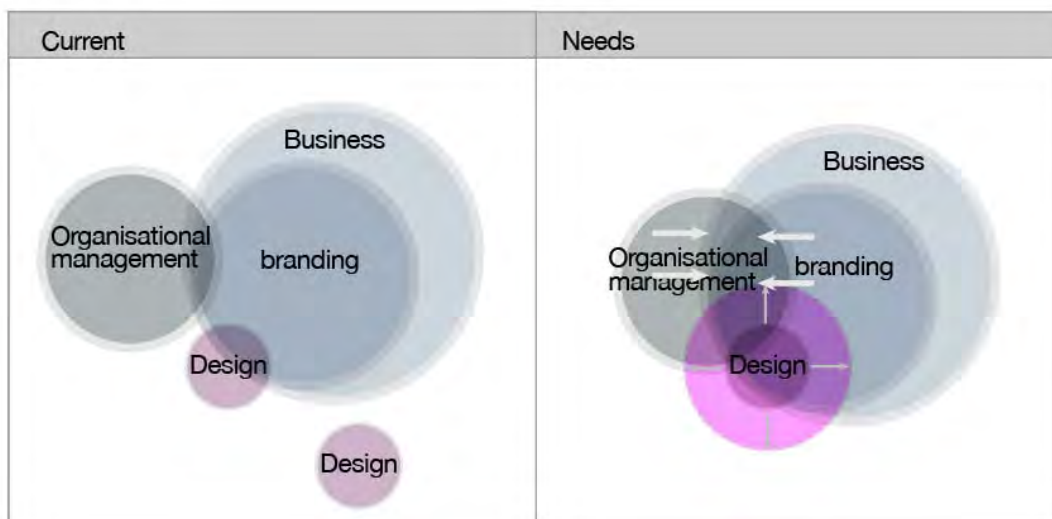 Current
Business
Organisational
management
branding
Design
Design
Needs
Business
Organisational
management
branding
Design